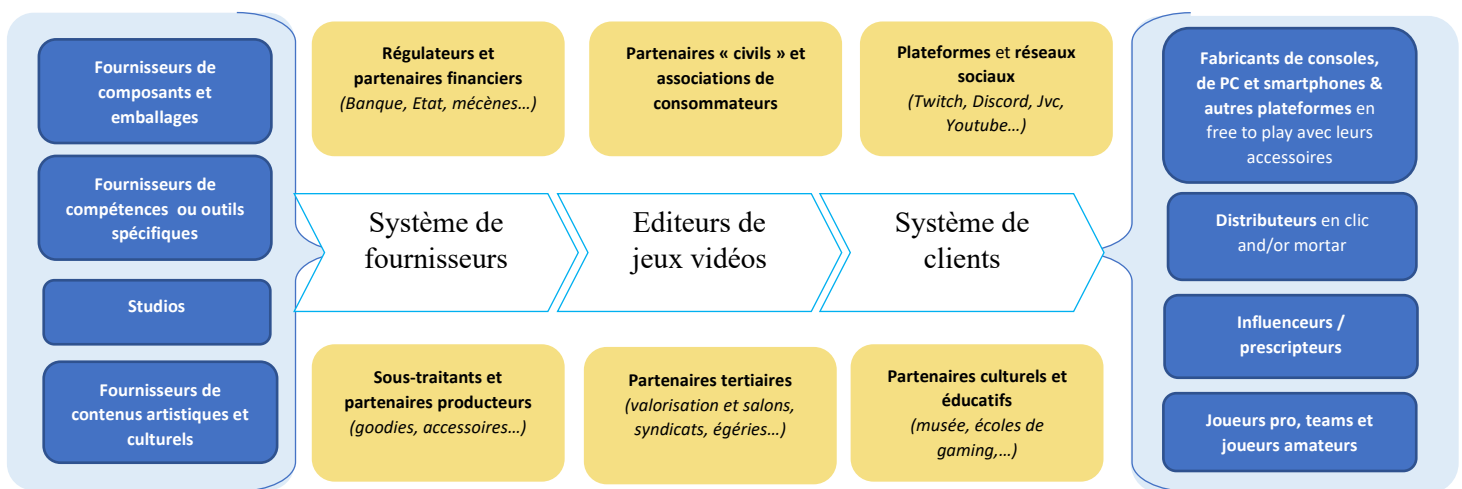 Fournisseurs de
composants et
emballages
Fournisseurs de
compétences ou outils
spécifiques
Studios
Fournisseurs de
contenus artistiques et
culturels
Régulateurs et
partenaires financiers
(Banque, Etat, mécènes…)
Partenaires « civils » et
associations de
consommateurs
Plateformes et réseaux
sociaux
(Twitch, Discord, Jvc,
Youtube…)
Système de
fournisseurs
Editeurs de
jeux vidéos
Système de
clients
Sous-traitants et
partenaires producteurs
(goodies, accessoires…)
Partenaires tertiaires
(valorisation et salons,
syndicats, égéries…)
Partenaires culturels et
éducatifs
(musée, écoles de
gaming,…)
Fabricants de consoles,
de PC et smartphones &
autres plateformes en
free to play avec leurs
accessoires
Distributeurs en clic
and/or mortar
Influenceurs /
prescripteurs
Joueurs pro, teams et
joueurs amateurs